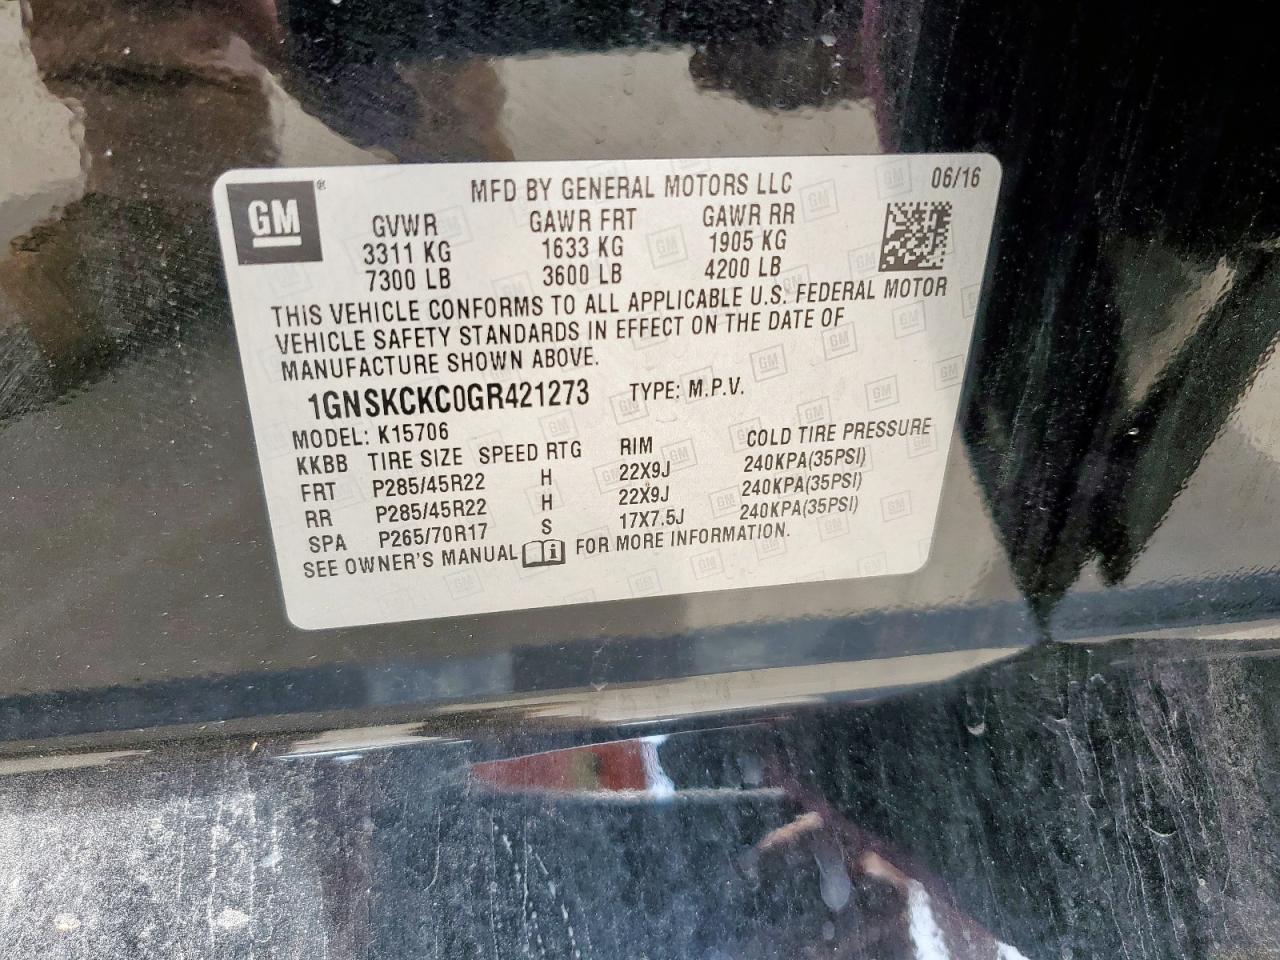 GM ®
MFD BY GENERAL MOTORS LLC 06/16
GVWR GAWR FRT GAWR RR
3311 KG 1633 KG 1905 KG
7300 LB 3600 LB 4200 LB
THIS VEHICLE CONFORMS TO ALL APPLICABLE U.S. FEDERAL MOTOR
VEHICLE SAFETY STANDARDS IN EFFECT ON THE DATE OF
MANUFACTURE SHOWN ABOVE.
1GNSKCKC0GR421273 TYPE: M.P.V.
MODEL: K15706
KKBB TIRE SIZE SPEED RTG RIM COLD TIRE PRESSURE
FRT P285/45R22 H 22X9J 240KPA(35PSI)
RR P285/45R22 H 22X9J 240KPA(35PSI)
SPA P265/70R17 S 17X7.5J 240KPA(35PSI)
SEE OWNER'S MANUAL i FOR MORE INFORMATION.